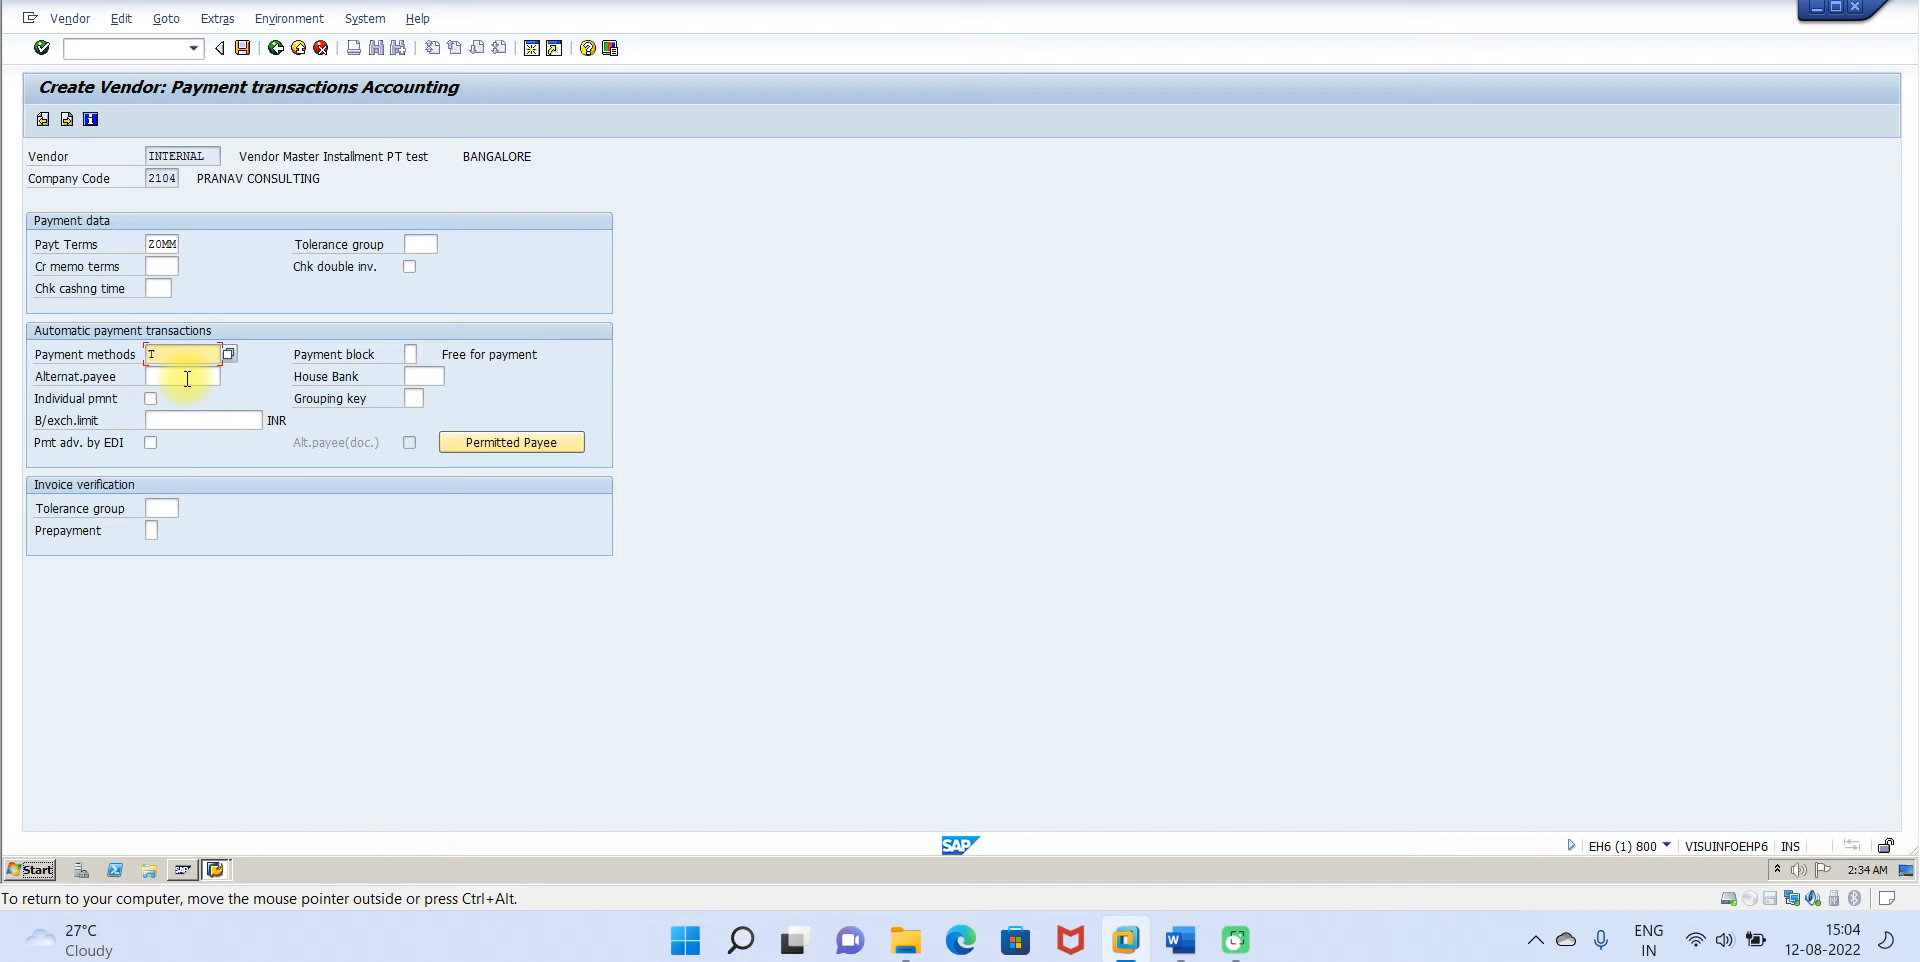 Vendor Edit Goto Extras Environment System Help
Create Vendor: Payment transactions Accounting
Vendor INTERNAL Vendor Master Installment PT test BANGALORE
Company Code 2104 PRANAV CONSULTING
Payment data
Payt Terms ZOMM Tolerance group
Cr memo terms Chk double inv.
Chk cashng time
Automatic payment transactions
Payment methods T Payment block Free for payment
Alternat.payee House Bank
Individual pmnt Grouping key
B/exch.limit INR
Pmt adv. by EDI Alt.payee(doc.) Permitted Payee
Invoice verification
Tolerance group
Prepayment
SAP EH6 (1) 800 VISUINFOEHP6 INS
Start 2:34 AM
To return to your computer, move the mouse pointer outside or press Ctrl+Alt.
27°C
Cloudy
ENG
IN
15:04
12-08-2022